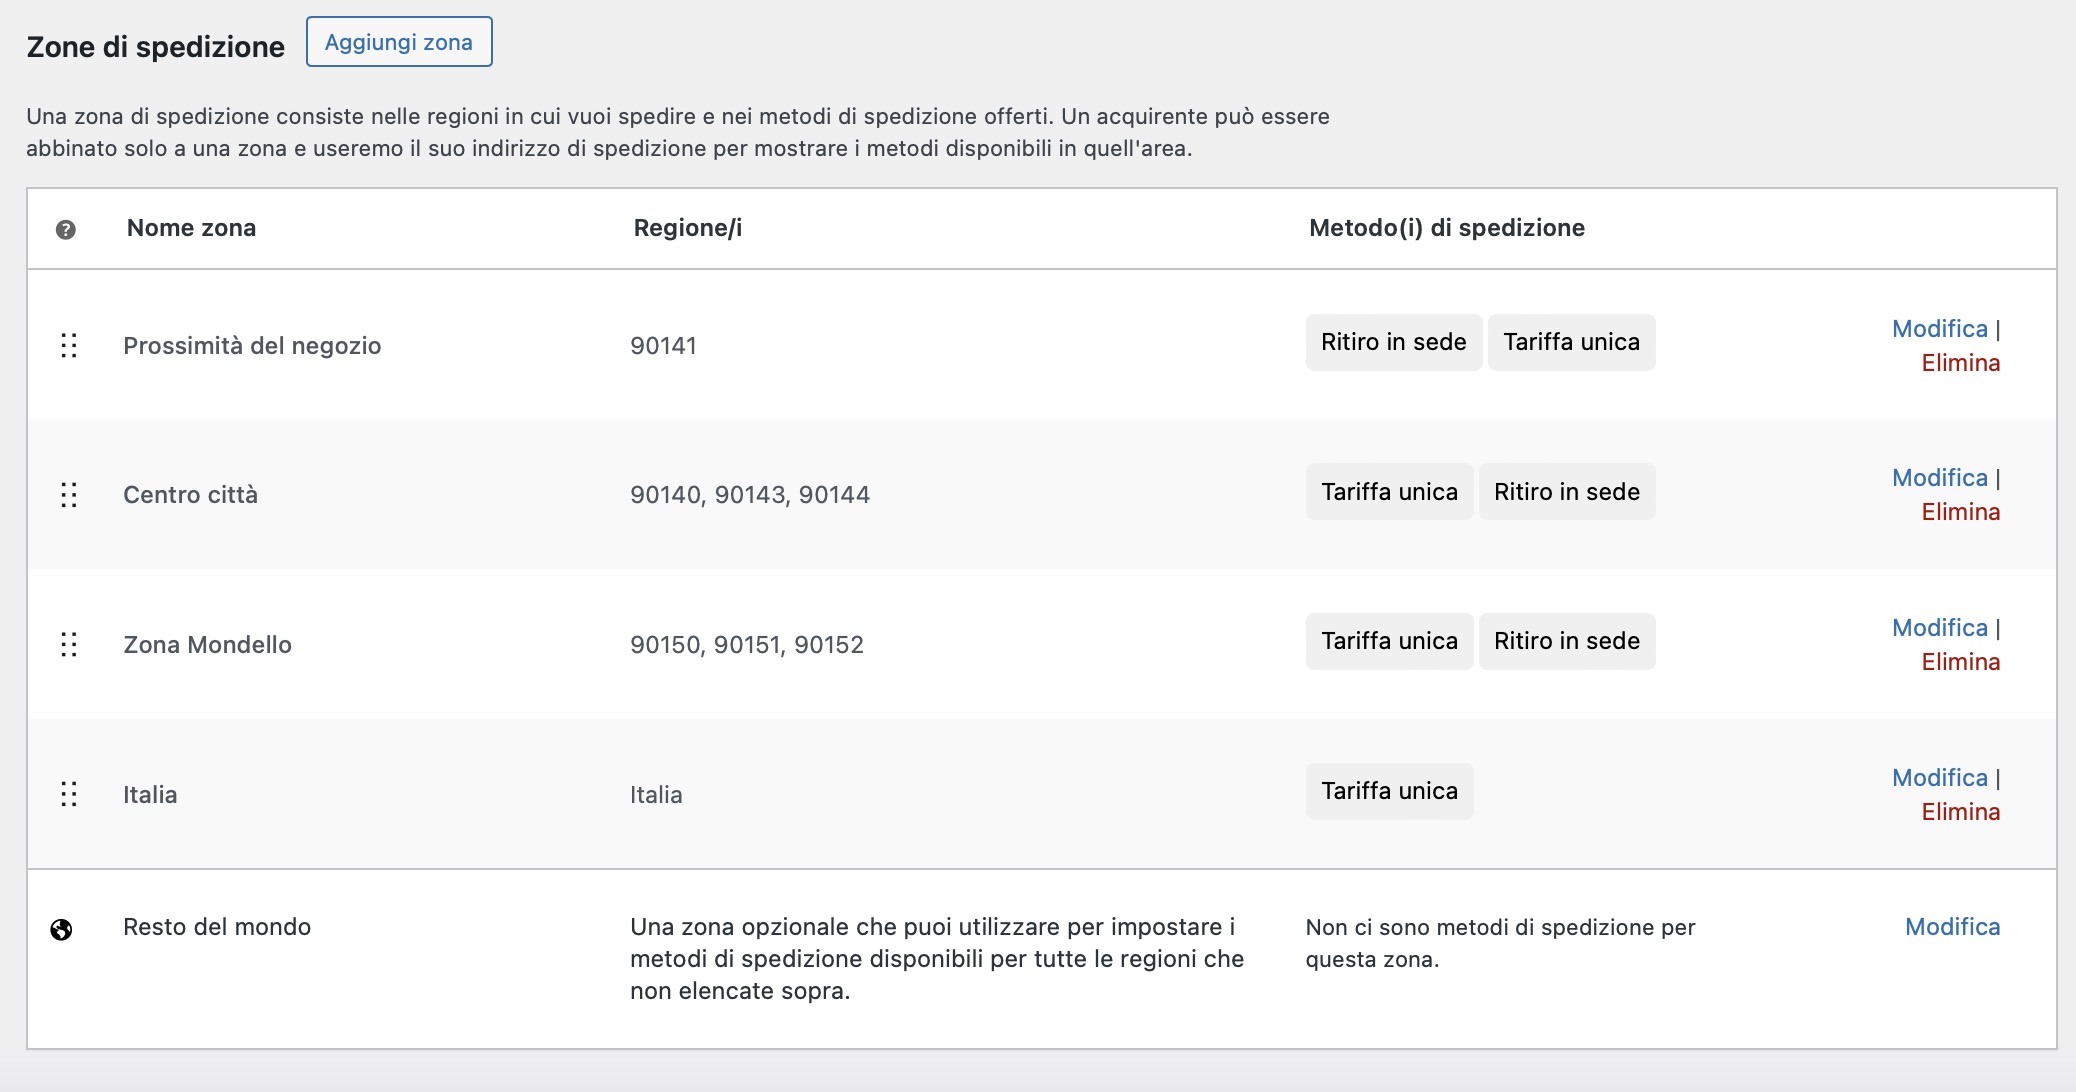 Zone di spedizione
Aggiungi zona
Una zona di spedizione consiste nelle regioni in cui vuoi spedire e nei metodi di spedizione offerti. Un acquirente può essere
abbinato solo a una zona e useremo il suo indirizzo di spedizione per mostrare i metodi disponibili in quell'area.
? Nome zona Regione/i Metodo(i) di spedizione
Prossimità del negozio 90141 Ritiro in sede Tariffa unica Modifica |
Elimina
Centro città 90140, 90143, 90144 Tariffa unica Ritiro in sede Modifica |
Elimina
Zona Mondello 90150, 90151, 90152 Tariffa unica Ritiro in sede Modifica |
Elimina
Italia Italia Tariffa unica Modifica |
Elimina
Resto del mondo
Una zona opzionale che puoi utilizzare per impostare i
metodi di spedizione disponibili per tutte le regioni che
non elencate sopra.
Non ci sono metodi di spedizione per
questa zona.
Modifica